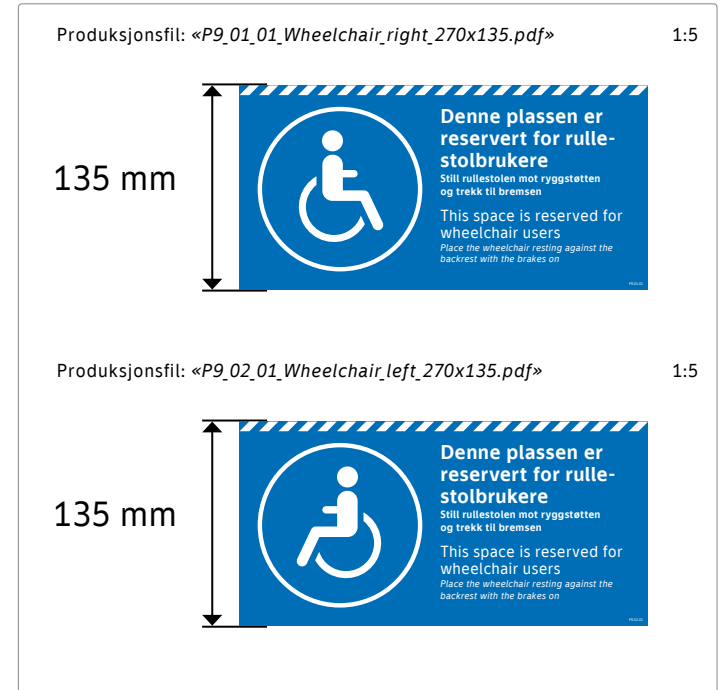 Produksjonsfil: «P9_01_01_Wheelchair_right_270x135.pdf» 1:5
135 mm
Denne plassen er
reservert for rulle-
stolbrukere
Still rullestolen mot ryggstøtten
og trekk til bremsen
This space is reserved for
wheelchair users
Place the wheelchair resting against the
backrest with the brakes on
Produksjonsfil: «P9_02_01_Wheelchair_left_270x135.pdf» 1:5
135 mm
Denne plassen er
reservert for rulle-
stolbrukere
Still rullestolen mot ryggstøtten
og trekk til bremsen
This space is reserved for
wheelchair users
Place the wheelchair resting against the
backrest with the brakes on